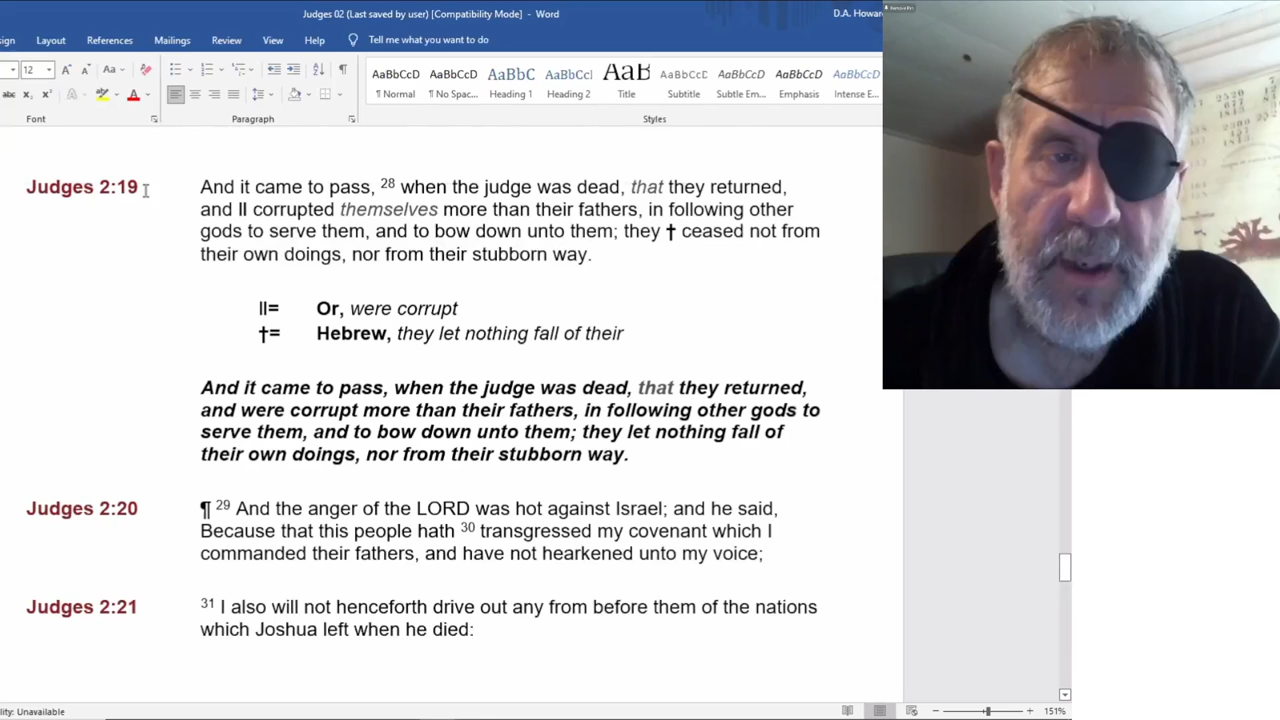 Judges 02 (Last saved by user) [Compatibility Mode] - Word
D.A. Howar
sign Layout References Mailings Review View Help Tell me what you want to do
12 Aa
abc x₂ x² A A
AaBbCcD AaBbCcD AaBbC AaBbCcI AaB AaBbCcD AaBbCcD AaBbCcD AaBbCcD
¶ Normal ¶ No Spac... Heading 1 Heading 2 Title Subtitle Subtle Em... Emphasis Intense E...
Font Paragraph Styles
Judges 2:19 And it came to pass, 28 when the judge was dead, that they returned,
and ǁ corrupted themselves more than their fathers, in following other
gods to serve them, and to bow down unto them; they † ceased not from
their own doings, nor from their stubborn way.
ǁ= Or, were corrupt
†= Hebrew, they let nothing fall of their
And it came to pass, when the judge was dead, that they returned,
and were corrupt more than their fathers, in following other gods to
serve them, and to bow down unto them; they let nothing fall of
their own doings, nor from their stubborn way.
Judges 2:20 ¶ 29 And the anger of the LORD was hot against Israel; and he said,
Because that this people hath 30 transgressed my covenant which I
commanded their fathers, and have not hearkened unto my voice;
Judges 2:21 31 I also will not henceforth drive out any from before them of the nations
which Joshua left when he died:
ility: Unavailable
151%